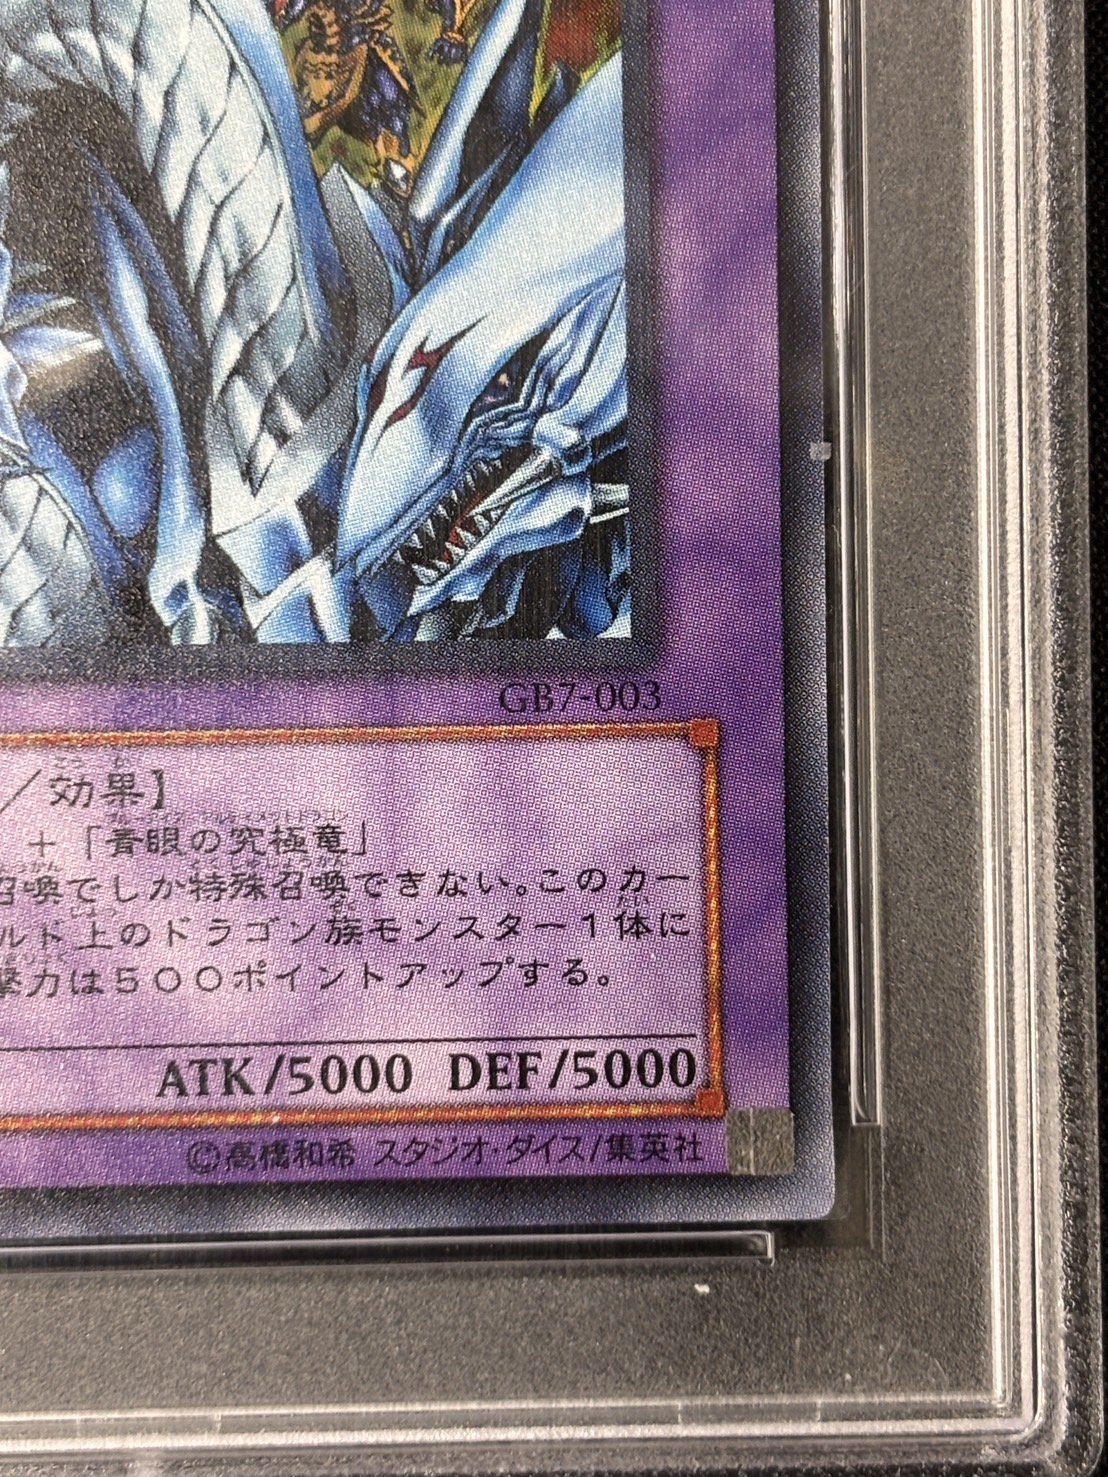 GB7-003
／効果】
+「青眼の究極竜」
召喚でしか特殊召喚できない。このカー
ルド上のドラゴン族モンスター1体に
撃力は500ポイントアップする。
ATK/5000 DEF/5000
©高橋和希 スタジオ・ダイス/集英社